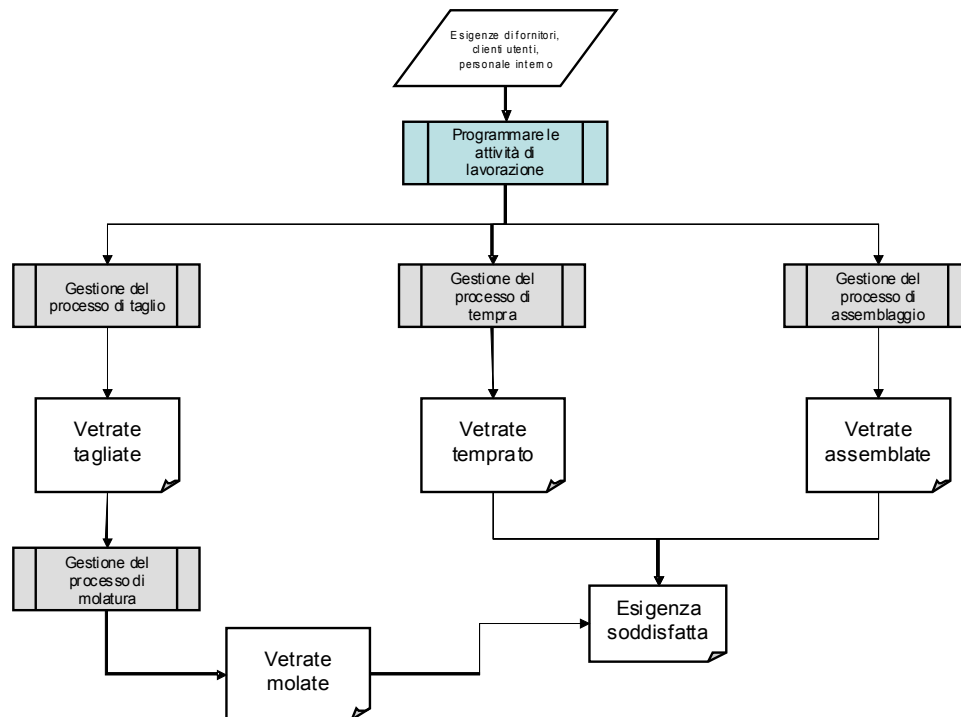 Esigenze di fornitori,
clienti utenti,
personale interno
Programmare le
attività di
lavorazione
Gestione del
processo di taglio
Gestione del
processo di
tempra
Gestione del
processo di
assemblaggio
Vetrate
tagliate
Vetrate
temprato
Vetrate
assemblate
Gestione del
processo di
molatura
Esigenza
soddisfatta
Vetrate
molate